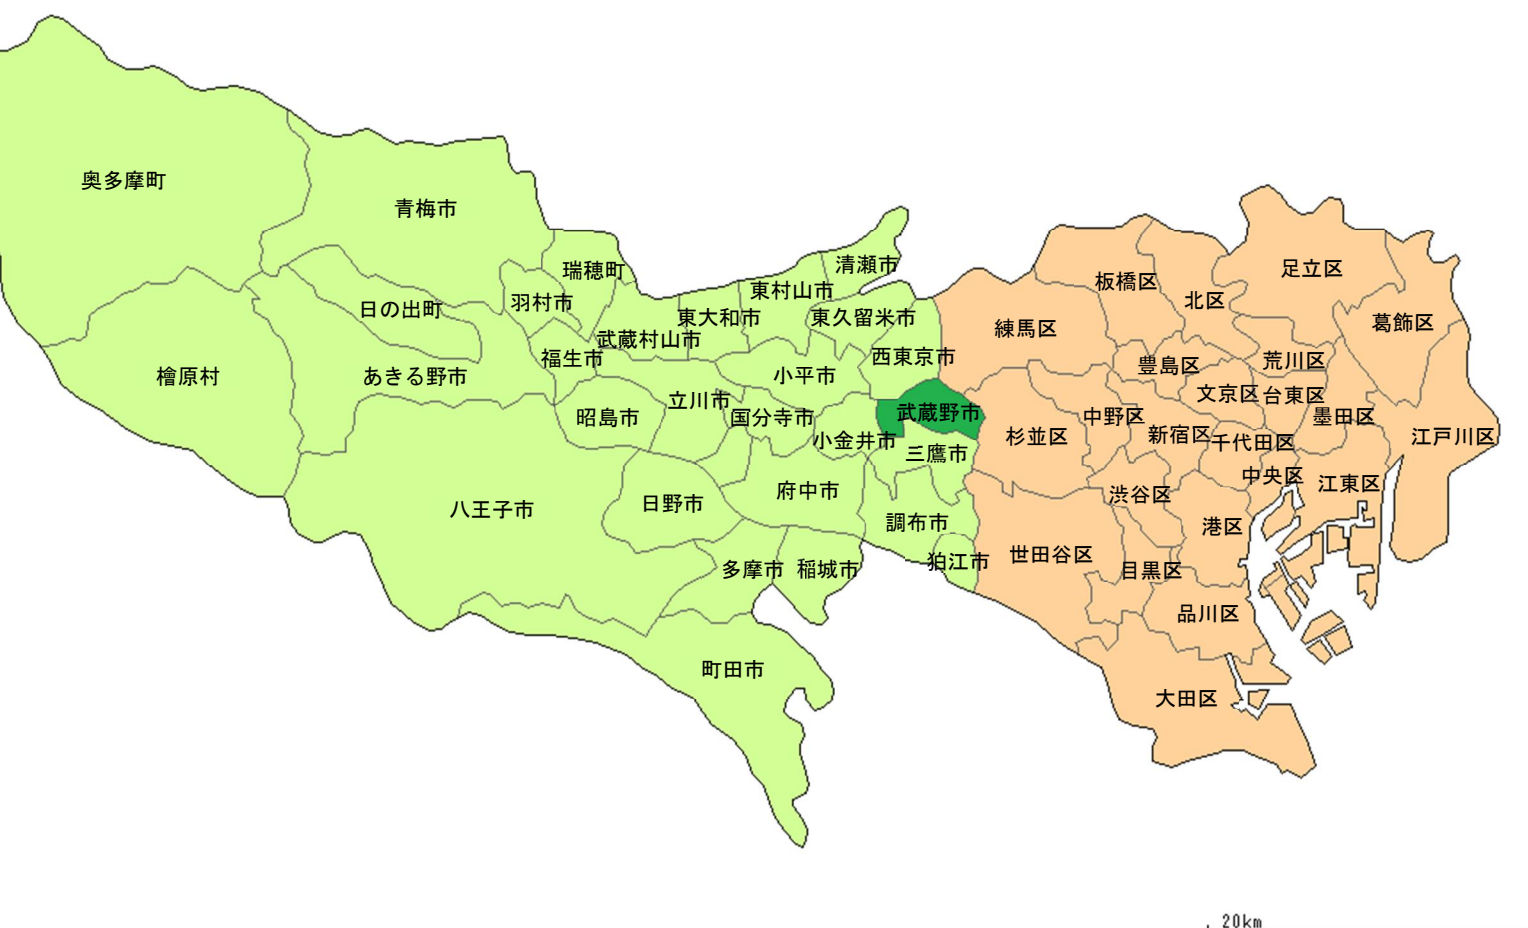 奥多摩町
青梅市
瑞穂町
羽村市
日の出町
檜原村
あきる野市
福生市
武蔵村山市
東大和市
東村山市
清瀬市
東久留米市
西東京市
小平市
立川市
昭島市
国分寺市
小金井市
武蔵野市
三鷹市
八王子市
日野市
府中市
調布市
狛江市
多摩市
稲城市
町田市
練馬区
板橋区
北区
足立区
葛飾区
豊島区
荒川区
文京区
台東区
墨田区
江戸川区
杉並区
中野区
新宿区
千代田区
中央区
江東区
渋谷区
港区
世田谷区
目黒区
品川区
大田区
20km